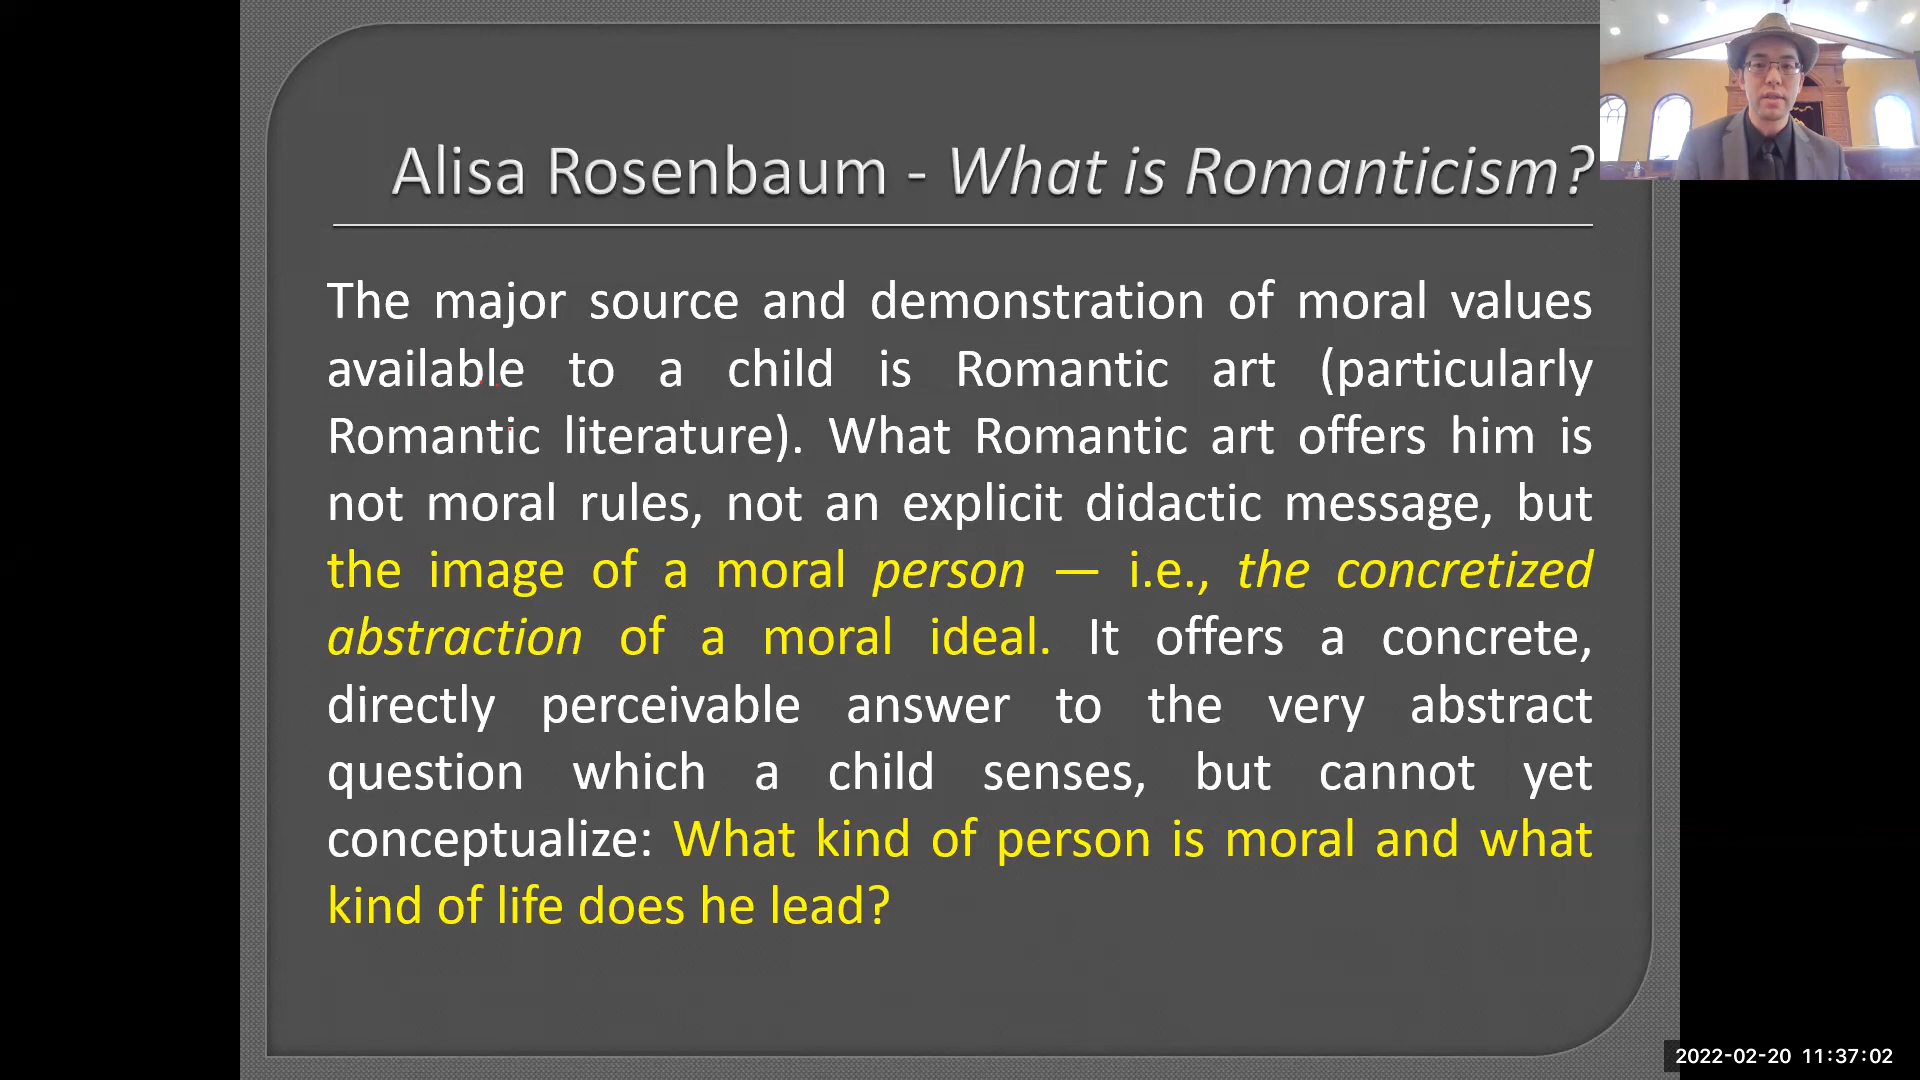 Alisa Rosenbaum - What is Romanticism?
The major source and demonstration of moral values
available to a child is Romantic art (particularly
Romantic literature). What Romantic art offers him is
not moral rules, not an explicit didactic message, but
the image of a moral person — i.e., the concretized
abstraction of a moral ideal. It offers a concrete,
directly perceivable answer to the very abstract
question which a child senses, but cannot yet
conceptualize: What kind of person is moral and what
kind of life does he lead?
2022-02-20 11:37:02